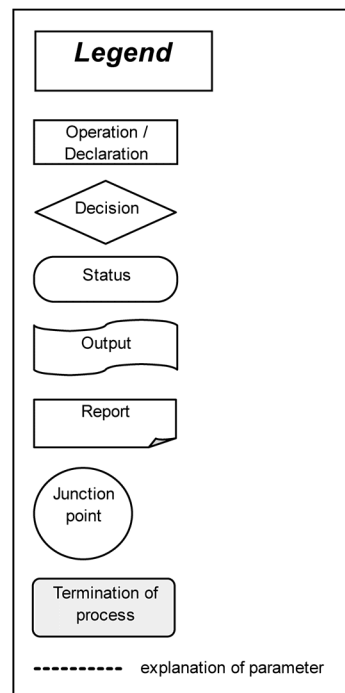 Legend
Operation /
Declaration
Decision
Status
Output
Report
Junction
point
Termination of
process
explanation of parameter